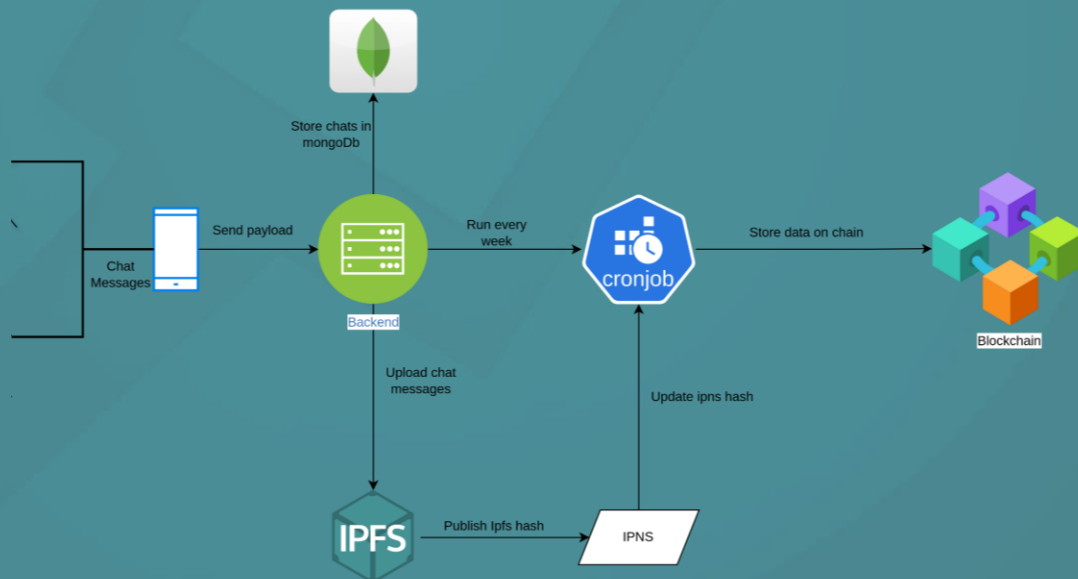 Store chats in
mongoDb
Send payload
Run every
week
Store data on chain
Chat
Messages
cronjob
Backend
Blockchain
Upload chat
messages
Update ipns hash
IPFS
Publish Ipfs hash
IPNS